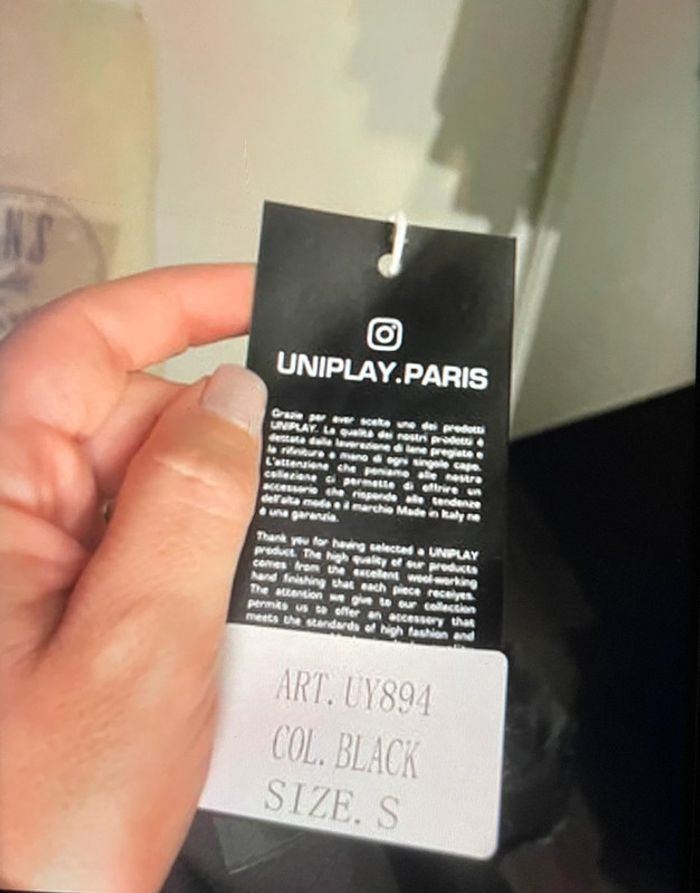 NS
UNIPLAY.PARIS
Grazie per aver scelto uno dei prodotti
UNIPLAY. La qualità dei nostri prodotti è
dettata dalla lavorazione di lane pregiate e
la rifinitura a mano di ogni singolo capo.
L'attenzione che poniamo alle nostre
collezione ci permette di offrire un
accessorio che risponde alle tendenze
dell'alta moda e il marchio Made in Italy ne
è una garanzia.
Thank you for having selected a UNIPLAY
product. The high quality of our products
comes from the excellent wool-working
hand finishing that each piece receives.
The attention we give to our collection
permits us to offer an accessory that
meets the standards of high fashion and
ART. UY894
COL. BLACK
SIZE. S